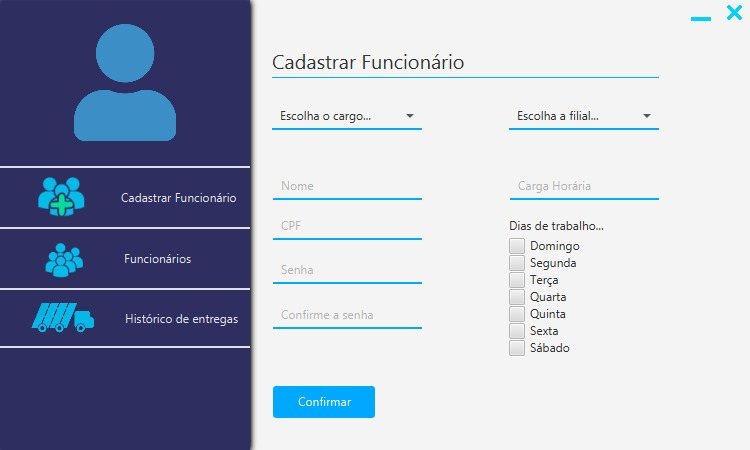 Cadastrar Funcionário
Funcionários
Histórico de entregas
Cadastrar Funcionário
Escolha o cargo...
Escolha a filial...
Nome
Carga Horária
CPF
Senha
Confirme a senha
Dias de trabalho...
Domingo
Segunda
Terça
Quarta
Quinta
Sexta
Sábado
Confirmar